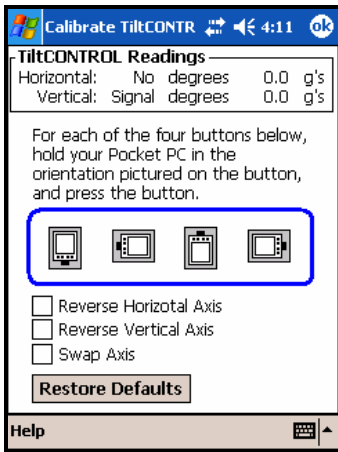 Calibrate TiltCONTR 4:11 ok
TiltCONTROL Readings
Horizontal: No degrees 0.0 g's
Vertical: Signal degrees 0.0 g's
For each of the four buttons below,
hold your Pocket PC in the
orientation pictured on the button,
and press the button.
Reverse Horizotal Axis
Reverse Vertical Axis
Swap Axis
Restore Defaults
Help